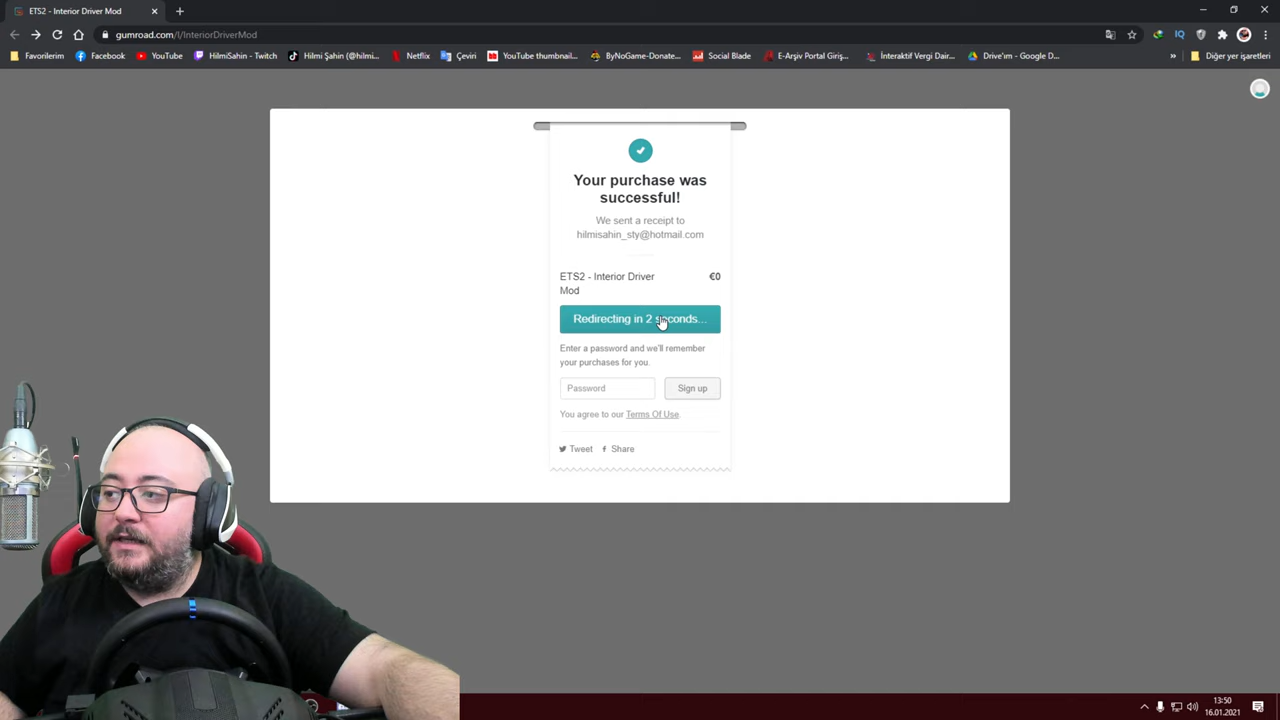 ETS2 - Interior Driver Mod
gumroad.com/l/InteriorDriverMod
Favorilerim
Facebook
YouTube
HilmiSahin - Twitch
Hilmi Şahin (@hilmi...
Netflix
Çeviri
YouTube thumbnail...
ByNoGame-Donate...
Social Blade
E-Arşiv Portal Giriş...
İnteraktif Vergi Dair...
Drive'ım - Google D...
»
Diğer yer işaretleri
Your purchase was
successful!
We sent a receipt to
hilmisahin_sty@hotmail.com
ETS2 - Interior Driver €0
Mod
Redirecting in 2 seconds...
Enter a password and we'll remember
your purchases for you.
Password
Sign up
You agree to our Terms Of Use.
Tweet
Share
13:50
16.01.2021